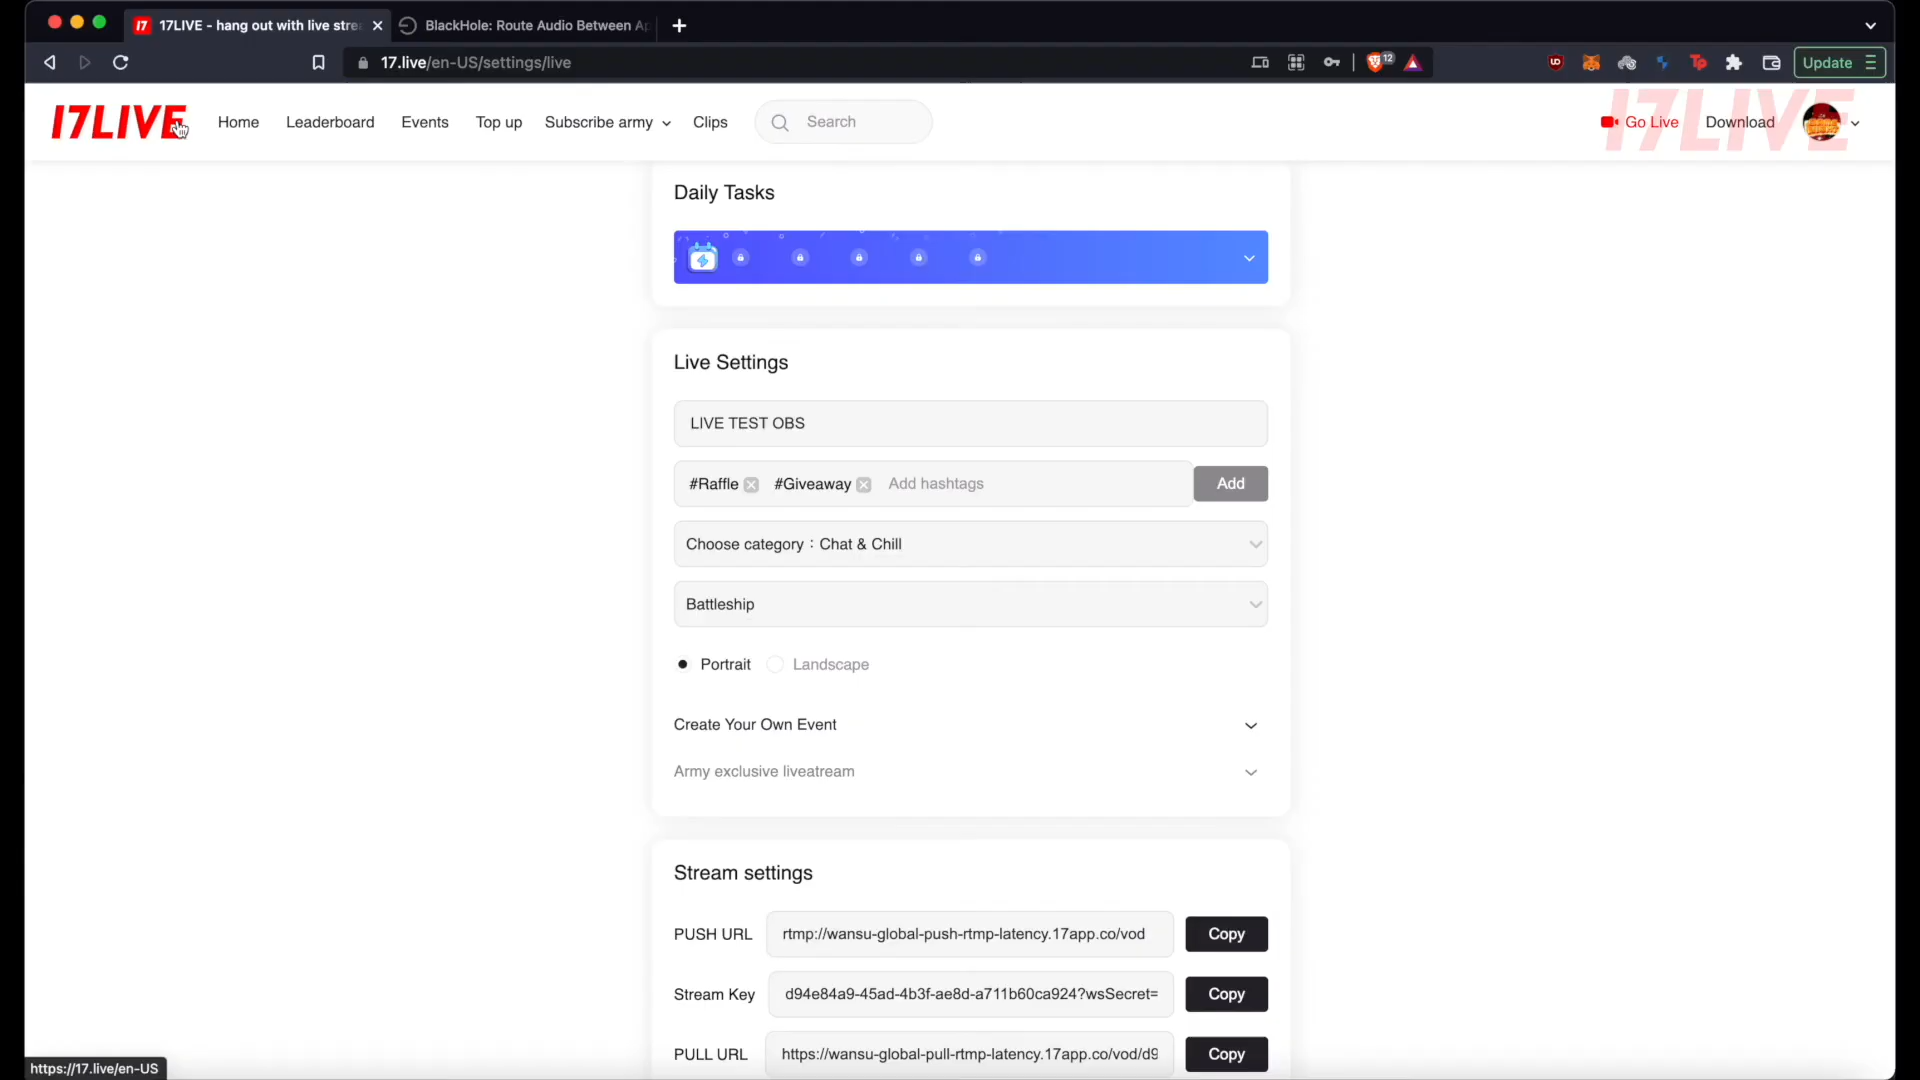 17LIVE - hang out with live stre
BlackHole: Route Audio Between Ap
17.live/en-US/settings/live
12
Update
17LIVE
Home
Leaderboard
Events
Top up
Subscribe army
Clips
Search
Go Live
Download
17LIVE
Daily Tasks
Live Settings
LIVE TEST OBS
#Raffle
#Giveaway
Add hashtags
Add
Choose category：Chat & Chill
Battleship
Portrait
Landscape
Create Your Own Event
Army exclusive liveatream
Stream settings
PUSH URL
rtmp://wansu-global-push-rtmp-latency.17app.co/vod
Copy
Stream Key
d94e84a9-45ad-4b3f-ae8d-a711b60ca924?wsSecret=
Copy
PULL URL
https://wansu-global-pull-rtmp-latency.17app.co/vod/d9
Copy
https://17.live/en-US